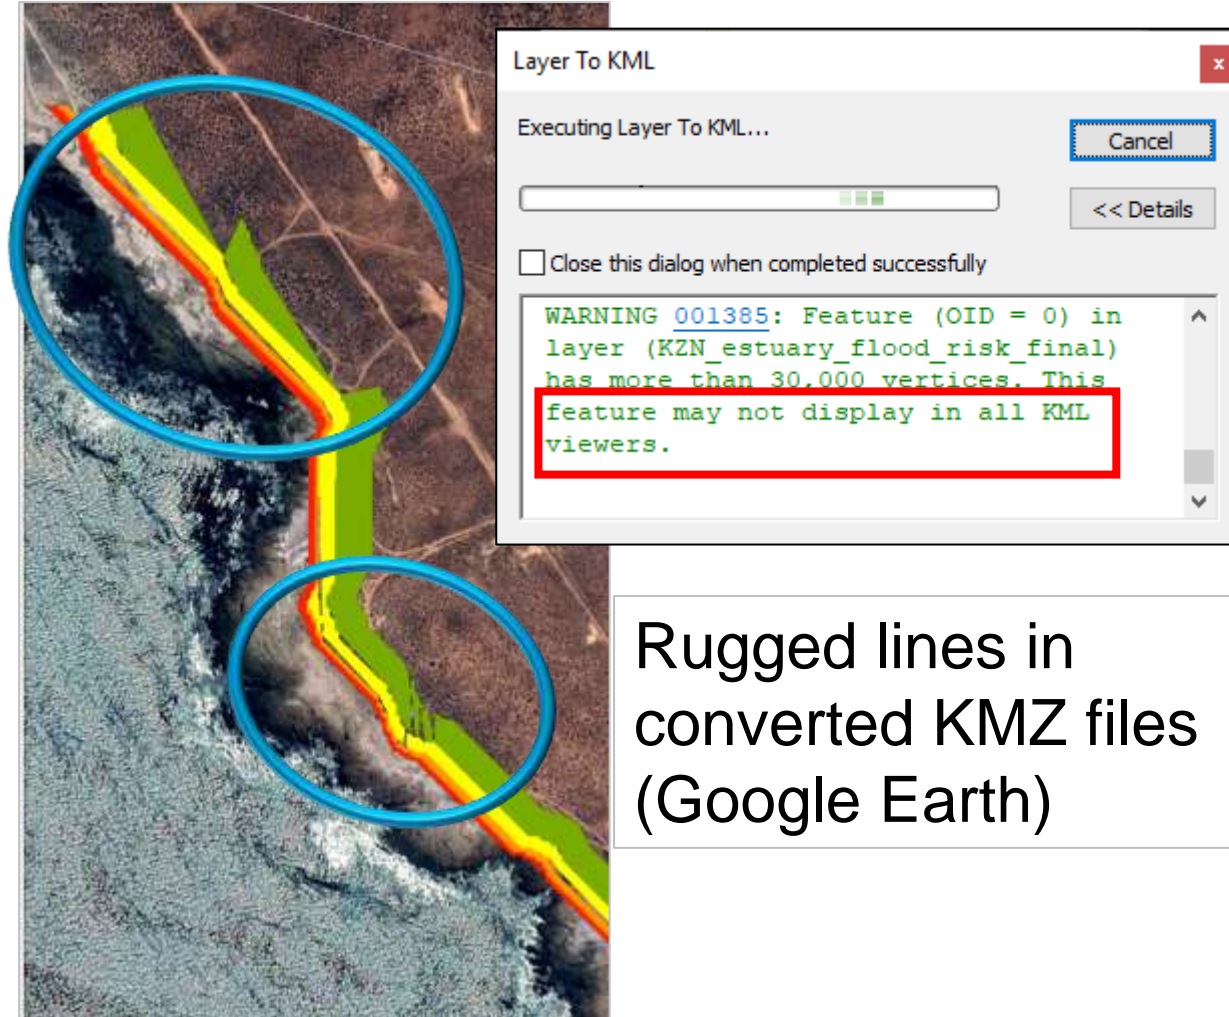 Layer To KML
x
Executing Layer To KML...
Cancel
<< Details
Close this dialog when completed successfully
WARNING 001385: Feature (OID = 0) in
layer (KZN_estuary_flood_risk_final)
has more than 30,000 vertices. This
feature may not display in all KML
viewers.
Rugged lines in
converted KMZ files
(Google Earth)